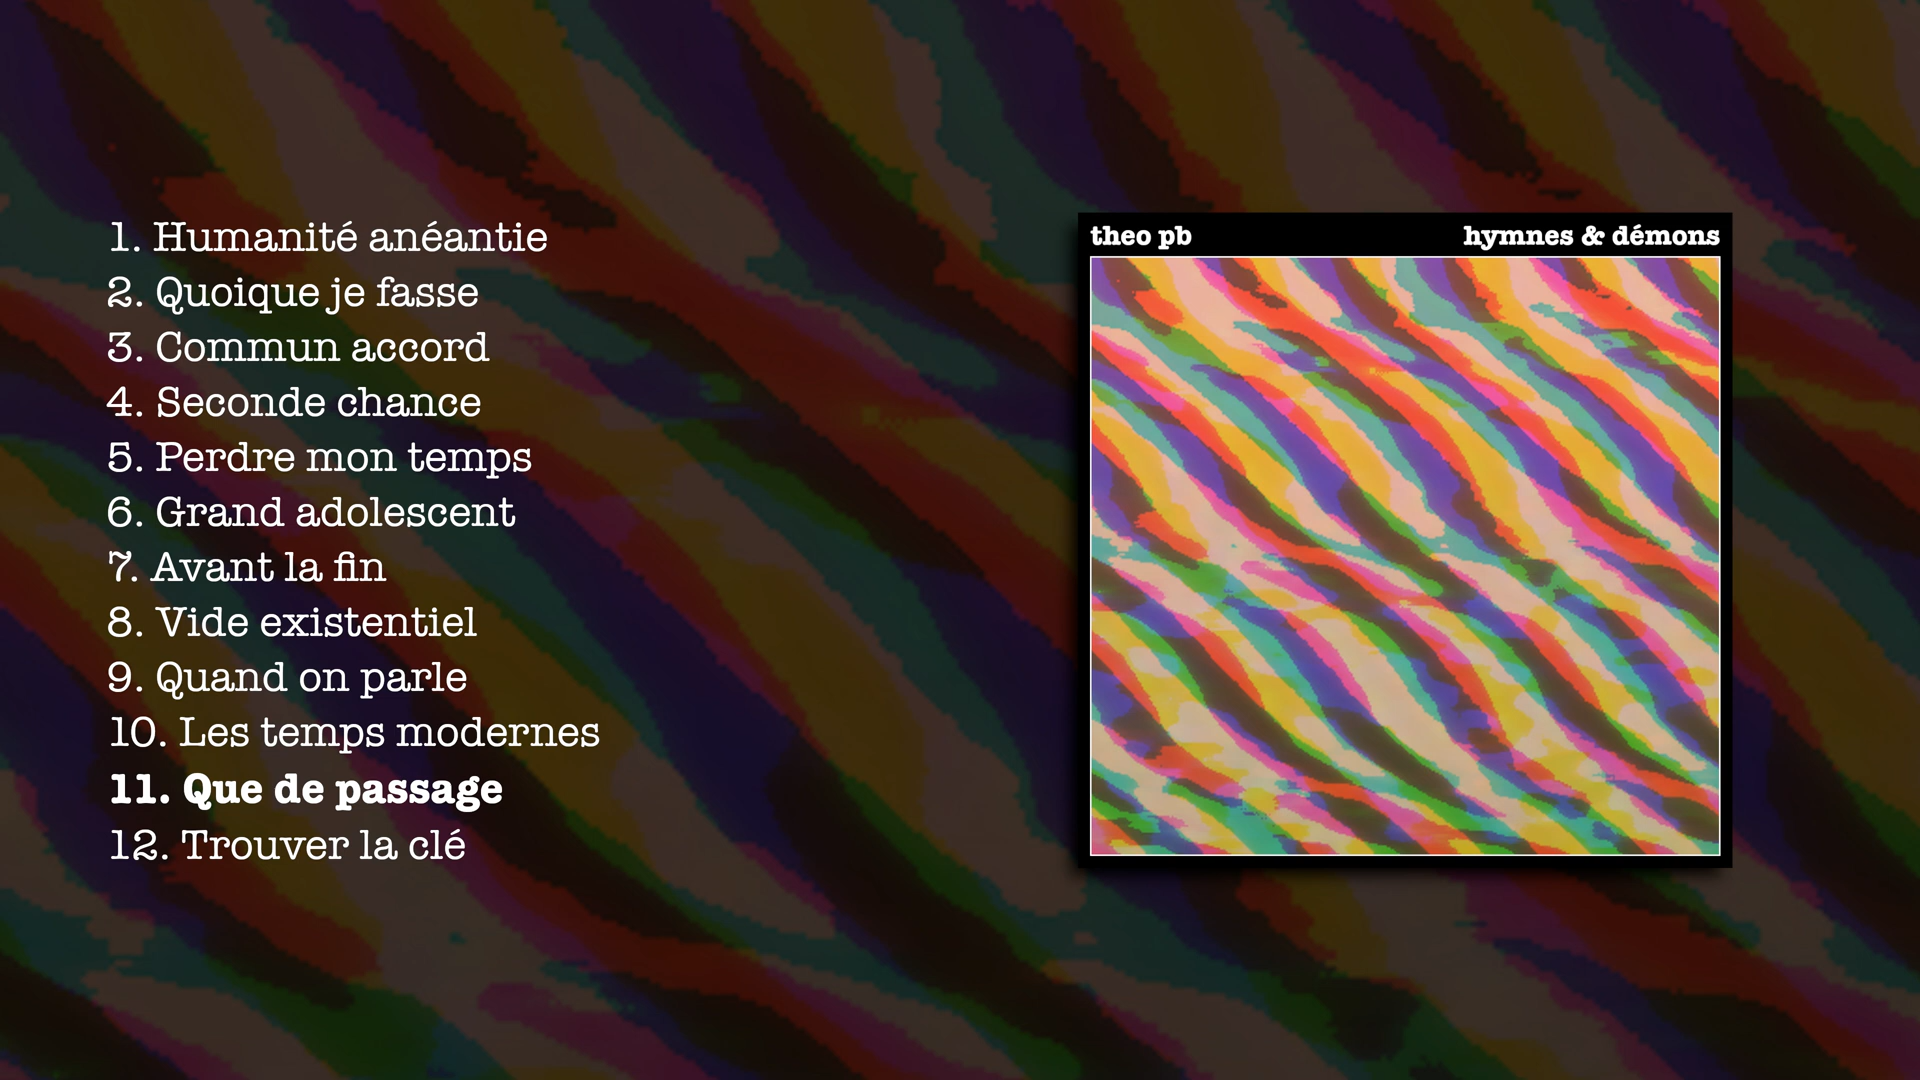 1. Humanité anéantie
2. Quoique je fasse
3. Commun accord
4. Seconde chance
5. Perdre mon temps
6. Grand adolescent
7. Avant la fin
8. Vide existentiel
9. Quand on parle
10. Les temps modernes
11. Que de passage
12. Trouver la clé
theo pb
hymnes & démons